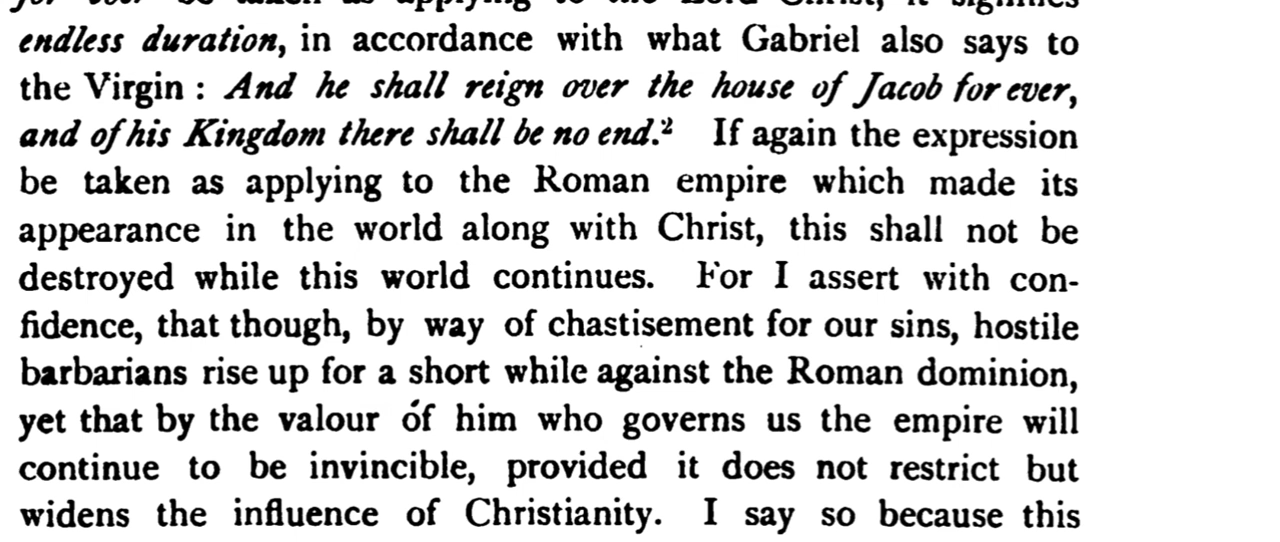 endless duration, in accordance with what Gabriel also says to
the Virgin : And he shall reign over the house of Jacob for ever,
and of his Kingdom there shall be no end.² If again the expression
be taken as applying to the Roman empire which made its
appearance in the world along with Christ, this shall not be
destroyed while this world continues. For I assert with con-
fidence, that though, by way of chastisement for our sins, hostile
barbarians rise up for a short while against the Roman dominion,
yet that by the valour of him who governs us the empire will
continue to be invincible, provided it does not restrict but
widens the influence of Christianity. I say so because this